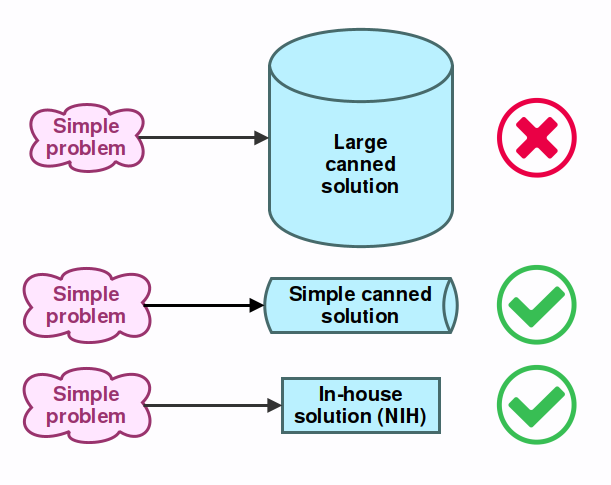 Simple
problem
Large
canned
solution
Simple
problem
Simple canned
solution
Simple
problem
In-house
solution (NIH)